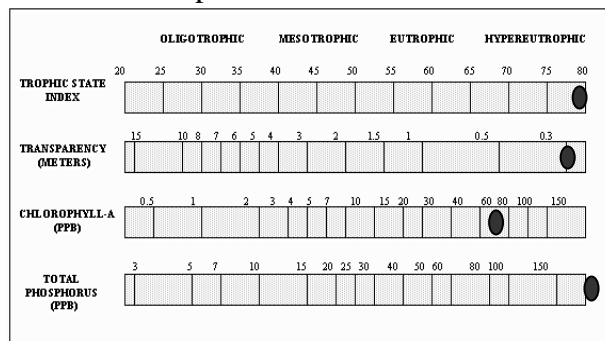 OLIGOTROPHIC MESOTROPHIC EUTROPHIC HYPEREUTROPHIC
20 25 30 35 40 45 50 55 60 65 70 75 80
TROPHIC STATE
INDEX
15 10 8 7 6 5 4 3 2 1.5 1 0.5 0.3
TRANSPARENCY
(METERS)
0.5 1 2 3 4 5 7 10 15 20 30 40 60 80 100 150
CHLOROPHYLL-A
(PPB)
3 5 7 10 15 20 25 30 40 50 60 80 100 150
TOTAL
PHOSPHORUS
(PPB)